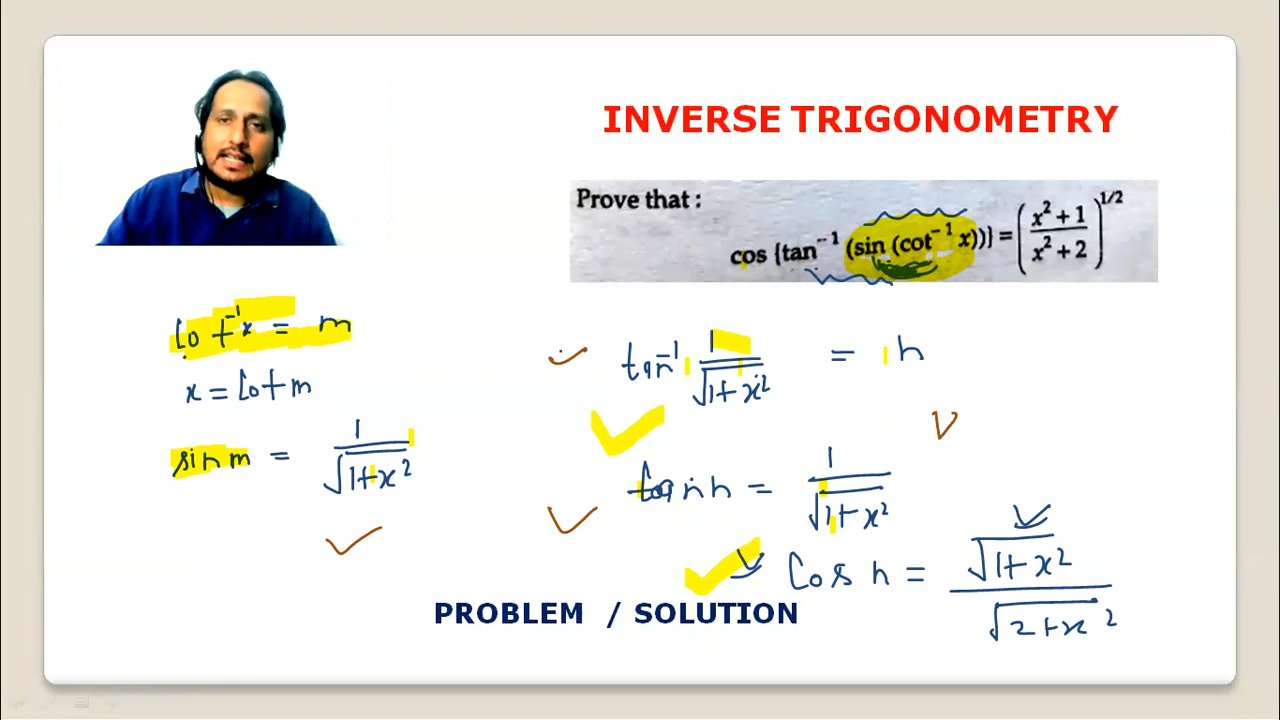 INVERSE TRIGONOMETRY
Prove that :
cos {tan⁻¹ (sin (cot⁻¹ x))} = ((x² + 1)/(x² + 2))^1/2
Cot⁻¹x = m
x = Cot m
sin m = 1/√(1+x²)
tan⁻¹ 1/√(1+x²) = n
tan n = 1/√(1+x²)
Cos n = √(1+x²)/√(2+x²)
PROBLEM / SOLUTION